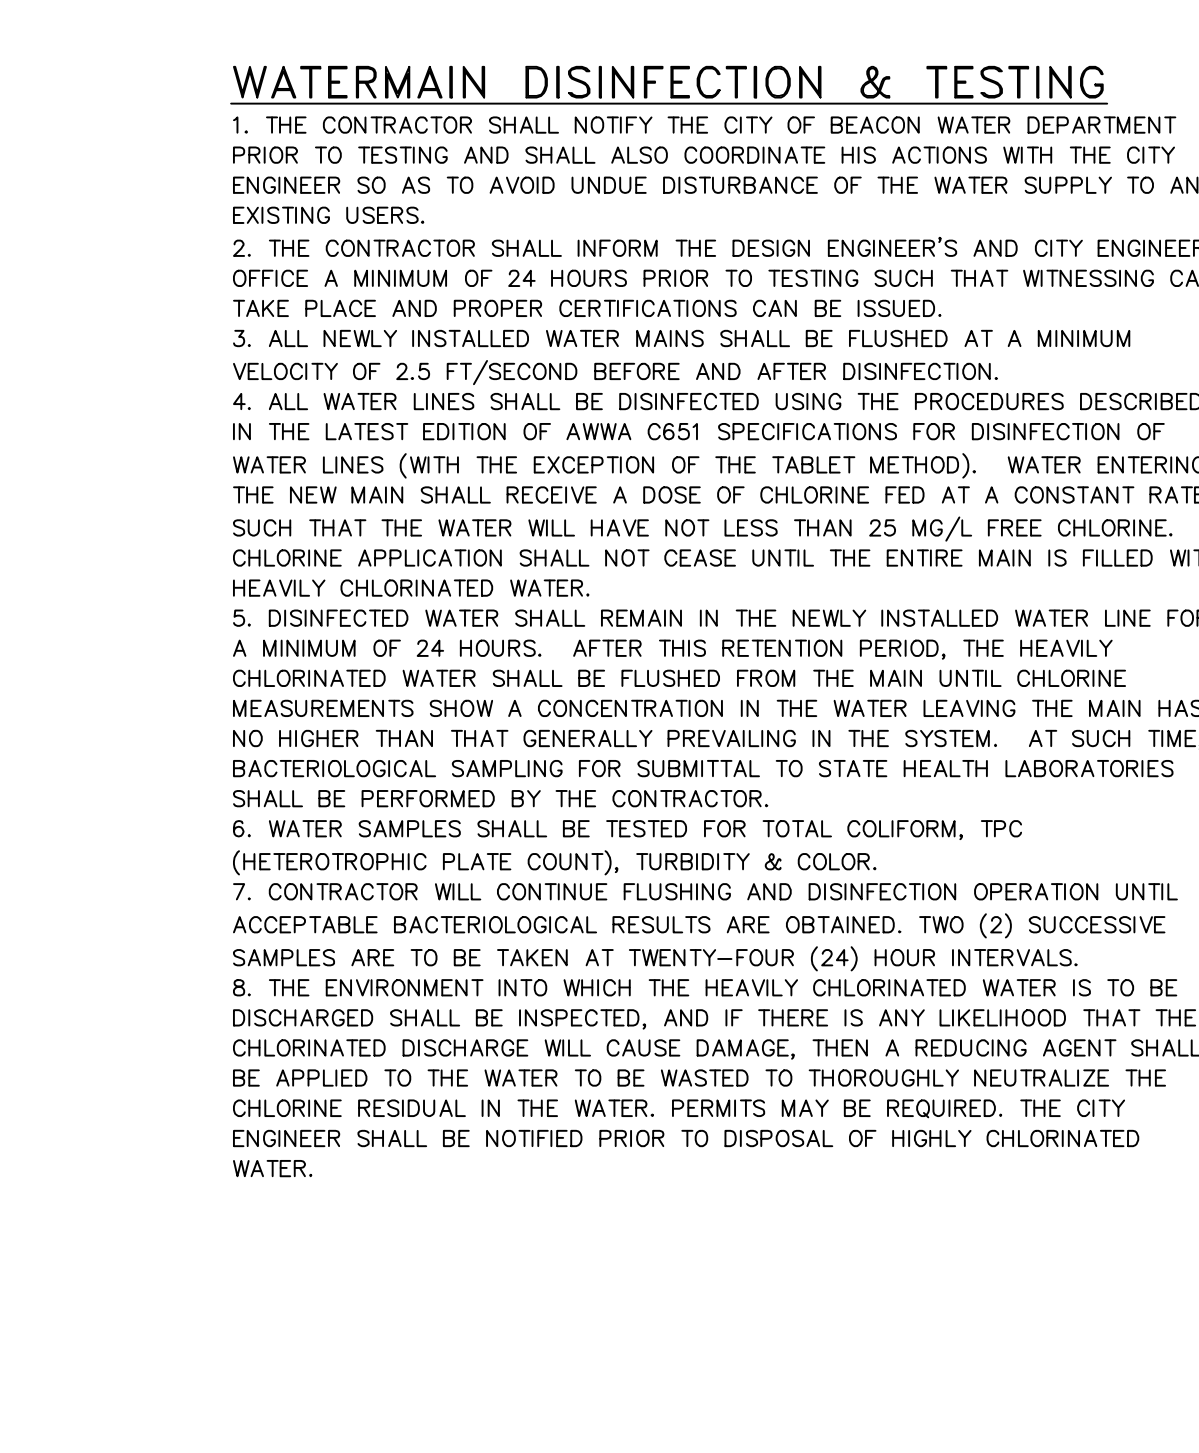 WATERMAIN DISINFECTION & TESTING
1. THE CONTRACTOR SHALL NOTIFY THE CITY OF BEACON WATER DEPARTMENT
PRIOR TO TESTING AND SHALL ALSO COORDINATE HIS ACTIONS WITH THE CITY
ENGINEER SO AS TO AVOID UNDUE DISTURBANCE OF THE WATER SUPPLY TO AN
EXISTING USERS.
2. THE CONTRACTOR SHALL INFORM THE DESIGN ENGINEER'S AND CITY ENGINEER
OFFICE A MINIMUM OF 24 HOURS PRIOR TO TESTING SUCH THAT WITNESSING CA
TAKE PLACE AND PROPER CERTIFICATIONS CAN BE ISSUED.
3. ALL NEWLY INSTALLED WATER MAINS SHALL BE FLUSHED AT A MINIMUM
VELOCITY OF 2.5 FT/SECOND BEFORE AND AFTER DISINFECTION.
4. ALL WATER LINES SHALL BE DISINFECTED USING THE PROCEDURES DESCRIBED
IN THE LATEST EDITION OF AWWA C651 SPECIFICATIONS FOR DISINFECTION OF
WATER LINES (WITH THE EXCEPTION OF THE TABLET METHOD). WATER ENTERING
THE NEW MAIN SHALL RECEIVE A DOSE OF CHLORINE FED AT A CONSTANT RATE
SUCH THAT THE WATER WILL HAVE NOT LESS THAN 25 MG/L FREE CHLORINE.
CHLORINE APPLICATION SHALL NOT CEASE UNTIL THE ENTIRE MAIN IS FILLED WIT
HEAVILY CHLORINATED WATER.
5. DISINFECTED WATER SHALL REMAIN IN THE NEWLY INSTALLED WATER LINE FOR
A MINIMUM OF 24 HOURS. AFTER THIS RETENTION PERIOD, THE HEAVILY
CHLORINATED WATER SHALL BE FLUSHED FROM THE MAIN UNTIL CHLORINE
MEASUREMENTS SHOW A CONCENTRATION IN THE WATER LEAVING THE MAIN HAS
NO HIGHER THAN THAT GENERALLY PREVAILING IN THE SYSTEM. AT SUCH TIME
BACTERIOLOGICAL SAMPLING FOR SUBMITTAL TO STATE HEALTH LABORATORIES
SHALL BE PERFORMED BY THE CONTRACTOR.
6. WATER SAMPLES SHALL BE TESTED FOR TOTAL COLIFORM, TPC
(HETEROTROPHIC PLATE COUNT), TURBIDITY & COLOR.
7. CONTRACTOR WILL CONTINUE FLUSHING AND DISINFECTION OPERATION UNTIL
ACCEPTABLE BACTERIOLOGICAL RESULTS ARE OBTAINED. TWO (2) SUCCESSIVE
SAMPLES ARE TO BE TAKEN AT TWENTY–FOUR (24) HOUR INTERVALS.
8. THE ENVIRONMENT INTO WHICH THE HEAVILY CHLORINATED WATER IS TO BE
DISCHARGED SHALL BE INSPECTED, AND IF THERE IS ANY LIKELIHOOD THAT THE
CHLORINATED DISCHARGE WILL CAUSE DAMAGE, THEN A REDUCING AGENT SHALL
BE APPLIED TO THE WATER TO BE WASTED TO THOROUGHLY NEUTRALIZE THE
CHLORINE RESIDUAL IN THE WATER. PERMITS MAY BE REQUIRED. THE CITY
ENGINEER SHALL BE NOTIFIED PRIOR TO DISPOSAL OF HIGHLY CHLORINATED
WATER.